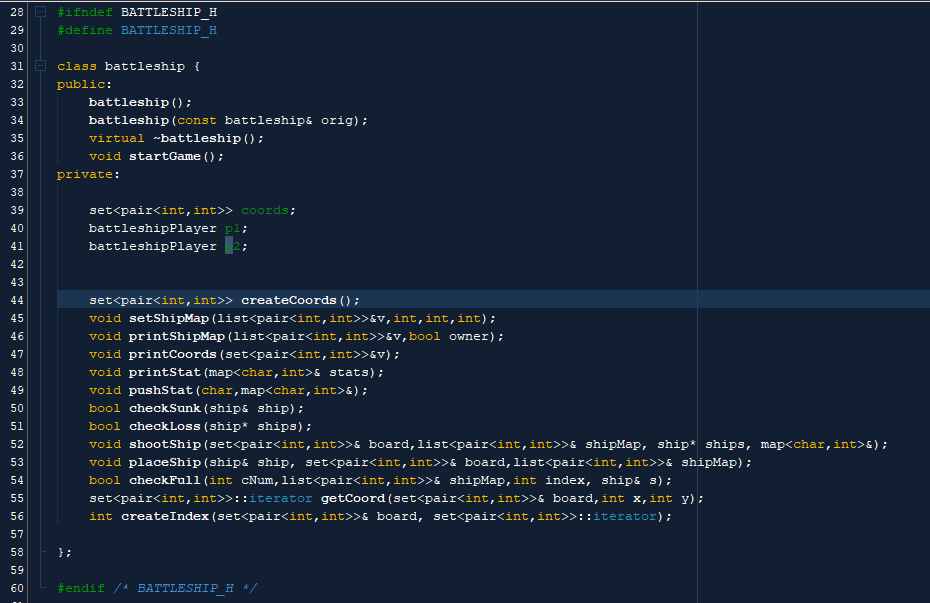 28 #ifndef BATTLESHIP_H
29 #define BATTLESHIP_H
30
31 class battleship {
32 public:
33     battleship();
34     battleship(const battleship& orig);
35     virtual ~battleship();
36     void startGame();
37 private:
38
39     set<pair<int,int>> coords;
40     battleshipPlayer p1;
41     battleshipPlayer p2;
42
43
44     set<pair<int,int>> createCoords();
45     void setShipMap(list<pair<int,int>>&v,int,int,int);
46     void printShipMap(list<pair<int,int>>&v,bool owner);
47     void printCoords(set<pair<int,int>>&v);
48     void printStat(map<char,int>& stats);
49     void pushStat(char,map<char,int>&);
50     bool checkSunk(ship& ship);
51     bool checkLoss(ship* ships);
52     void shootShip(set<pair<int,int>>& board,list<pair<int,int>>& shipMap, ship* ships, map<char,int>&);
53     void placeShip(ship& ship, set<pair<int,int>>& board,list<pair<int,int>>& shipMap);
54     bool checkFull(int cNum,list<pair<int,int>>& shipMap,int index, ship& s);
55     set<pair<int,int>>::iterator getCoord(set<pair<int,int>>& board,int x,int y);
56     int createIndex(set<pair<int,int>>& board, set<pair<int,int>>::iterator);
57
58 };
59
60 #endif /* BATTLESHIP_H */